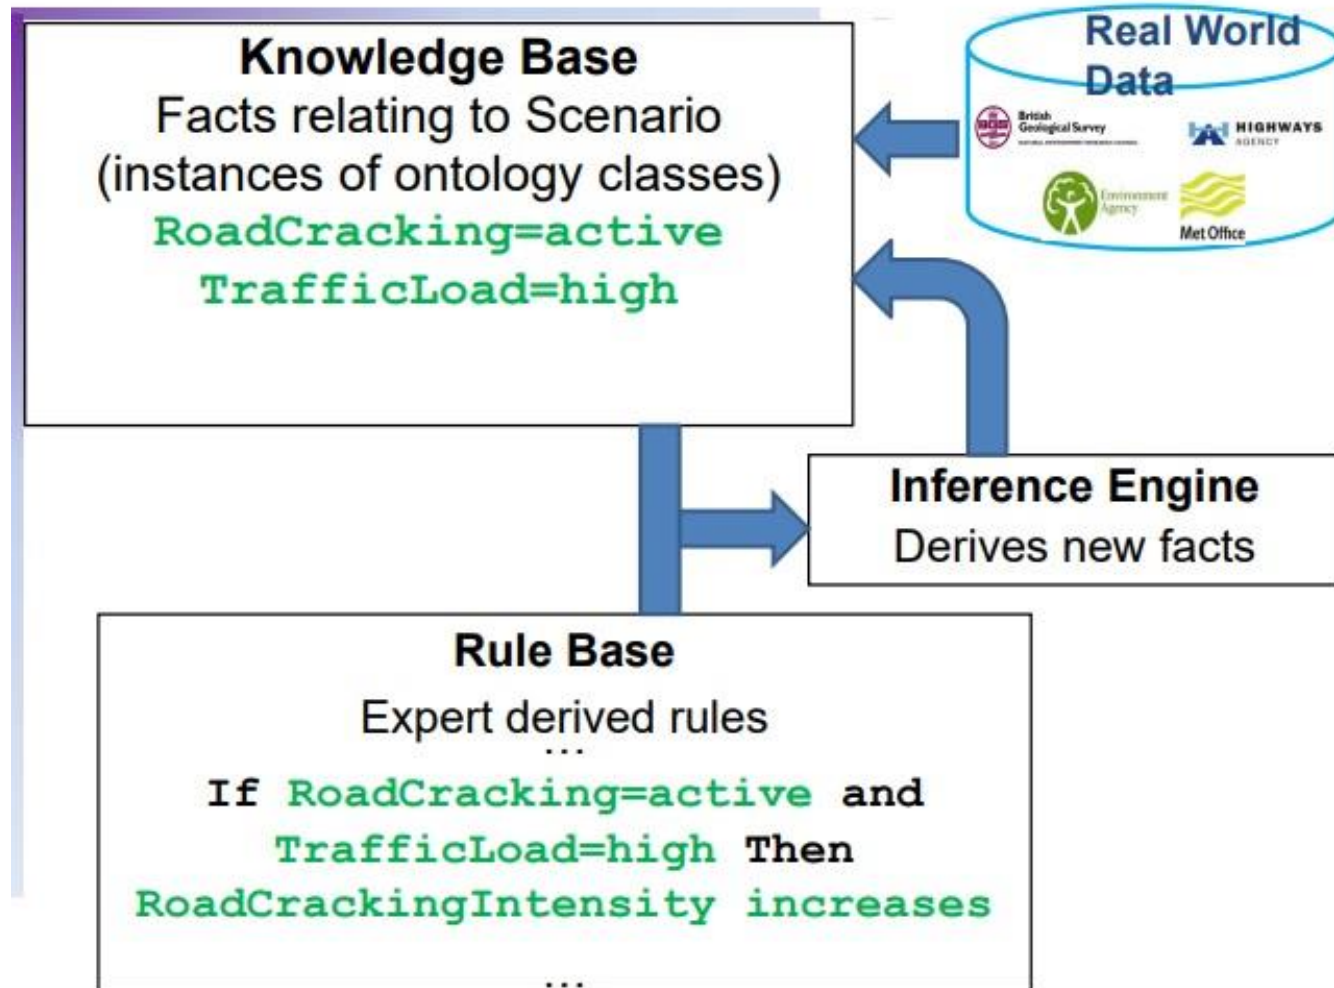 Knowledge Base
Facts relating to Scenario
(instances of ontology classes)
RoadCracking=active
TrafficLoad=high
Real World
Data
British
Geological Survey
HIGHWAYS
AGENCY
Environment
Agency
Met Office
Inference Engine
Derives new facts
Rule Base
Expert derived rules
...
If RoadCracking=active and
TrafficLoad=high Then
RoadCrackingIntensity increases
...